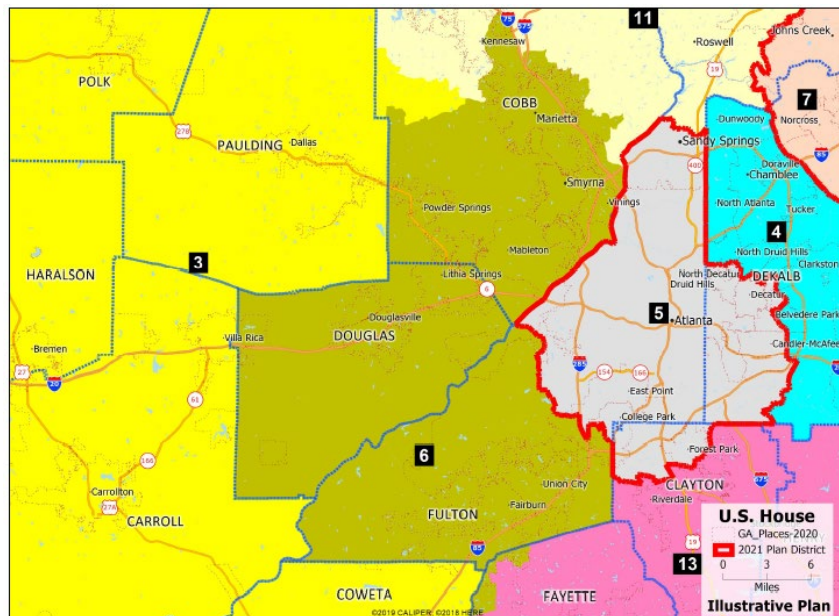 75
575
Kennesaw
11
Roswell
19
Johns Creek
POLK
COBB
7
Marietta
Dunwoody
Norcross
278
PAULDING
Dallas
Sandy Springs
85
400
Doraville
Chamblee
Smyrna
Vinings
North Atlanta
Tucker
Powder Springs
4
3
Mableton
North Druid Hills
Clarkston
HARALSON
Lithia Springs
North Decatur
DEKALB
Druid Hills
6
Decatur
Douglasville
5
Atlanta
Belvedere Park
DOUGLAS
Villa Rica
Bremen
Candler-McAfee
27
20
285
154
166
61
East Point
College Park
166
6
Forest Park
Union City
CLAYTON
675
Carrollton
Riverdale
27A
FULTON
Fairburn
CARROLL
85
19
13
COWETA
FAYETTE
U.S. House
GA_Places-2020
2021 Plan District
0 3 6
Miles
Illustrative Plan
©2019 CALIPER; ©2018 HERE